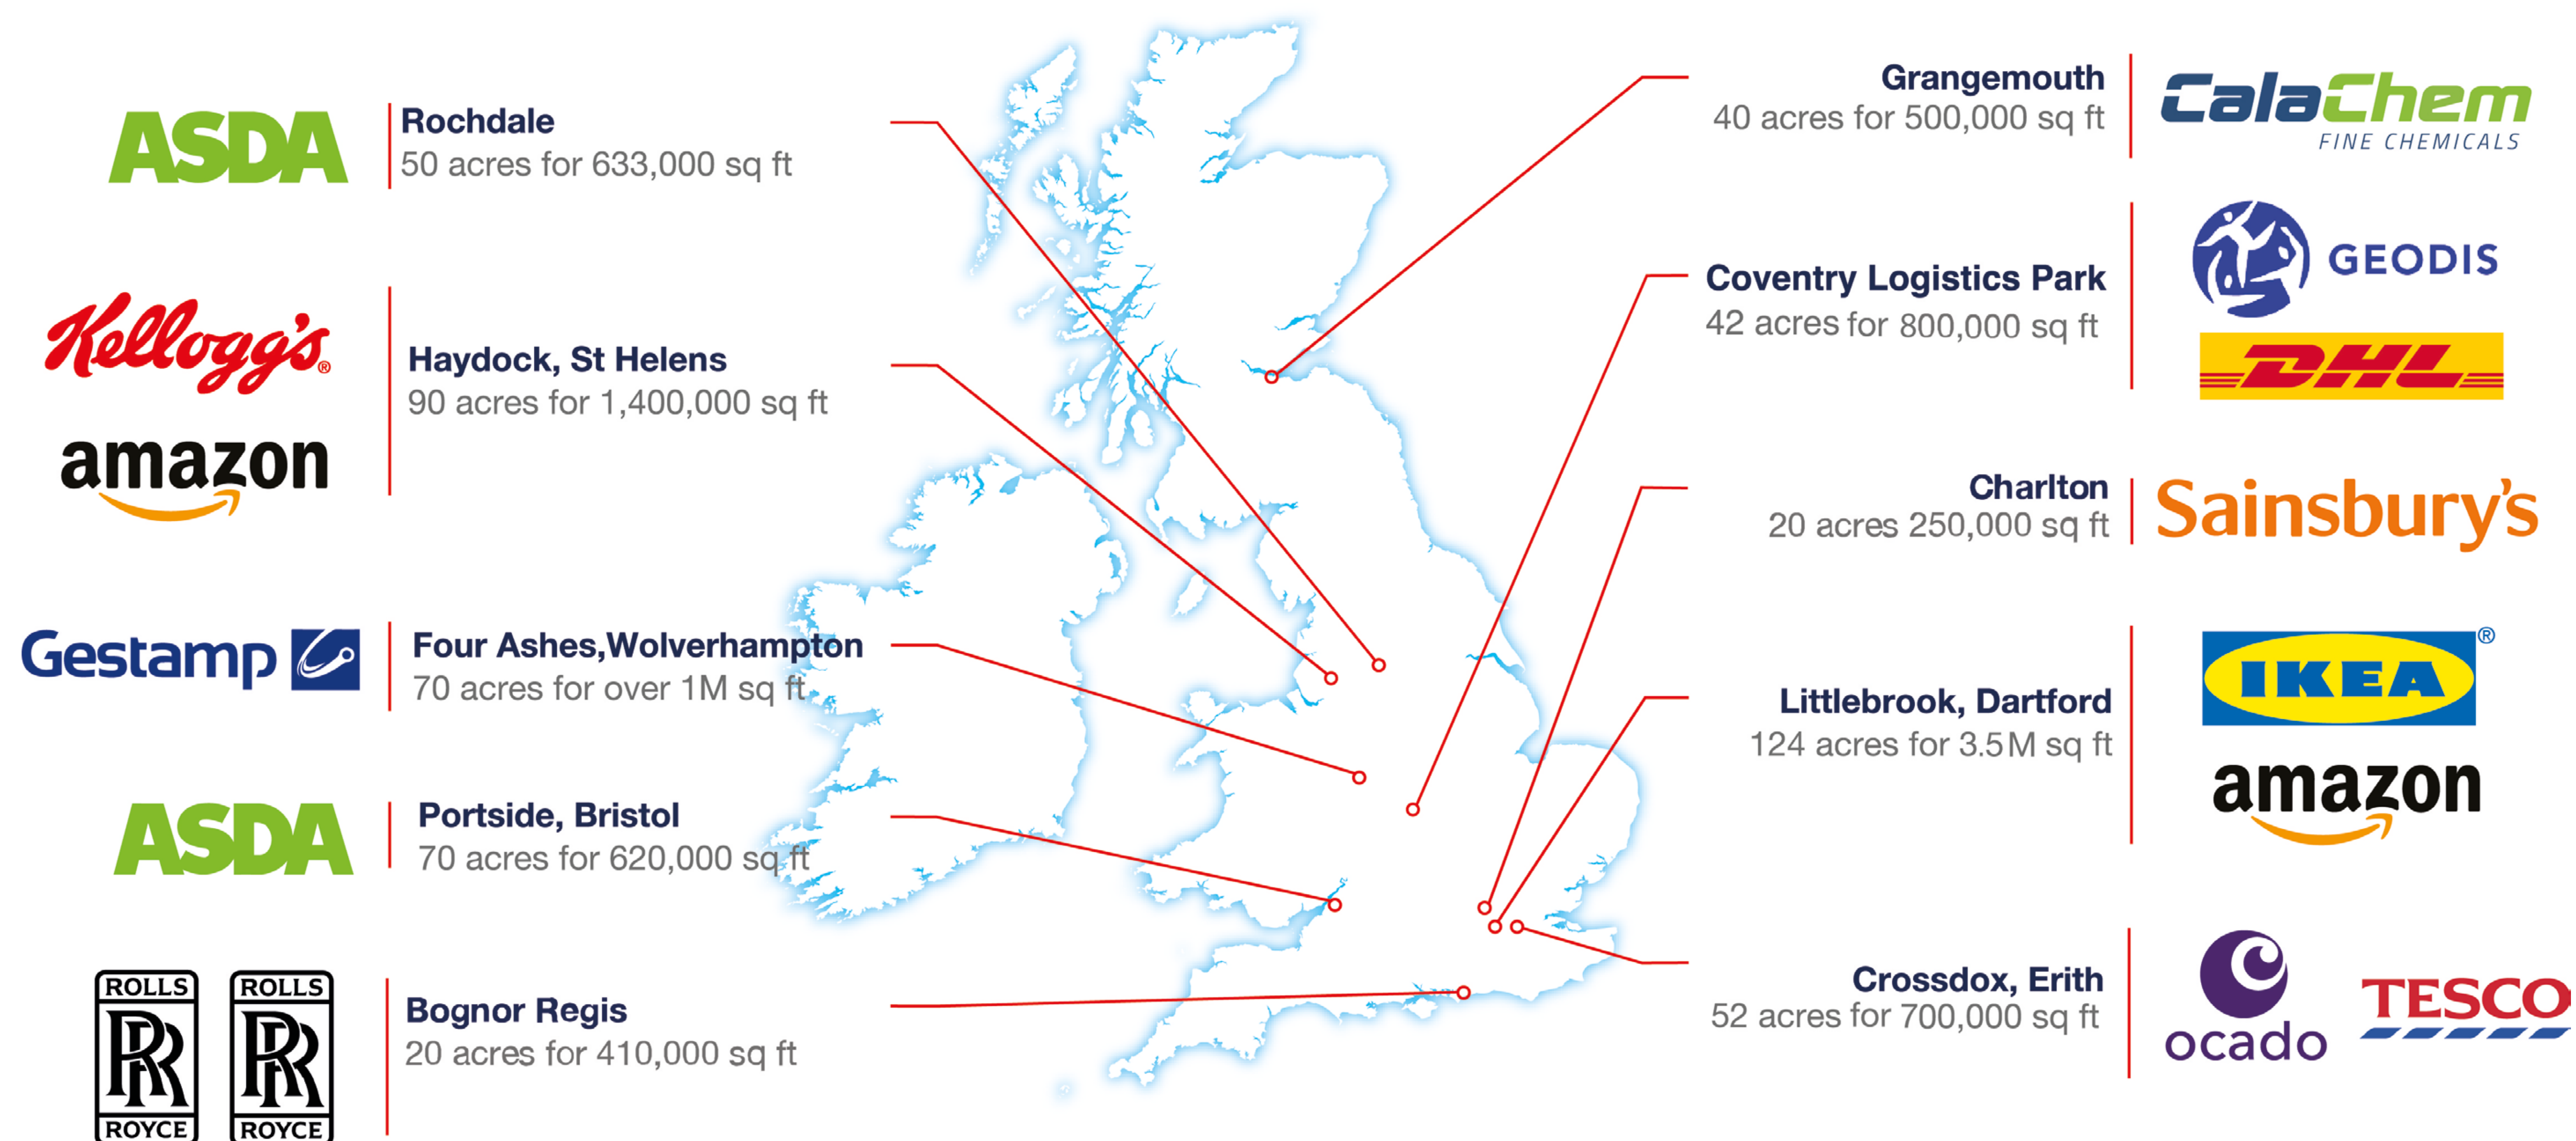 ASDA
Rochdale
50 acres for 633,000 sq ft
Kellogg's®
amazon
Haydock, St Helens
90 acres for 1,400,000 sq ft
Gestamp
Four Ashes,Wolverhampton
70 acres for over 1M sq ft
ASDA
Portside, Bristol
70 acres for 620,000 sq ft
ROLLS
RR
ROYCE
ROLLS
RR
ROYCE
Bognor Regis
20 acres for 410,000 sq ft
Grangemouth
40 acres for 500,000 sq ft
CalaChem
FINE CHEMICALS
Coventry Logistics Park
42 acres for 800,000 sq ft
GEODIS
DHL
Charlton
20 acres 250,000 sq ft
Sainsbury's
Littlebrook, Dartford
124 acres for 3.5M sq ft
IKEA®
amazon
Crossdox, Erith
52 acres for 700,000 sq ft
ocado
TESCO